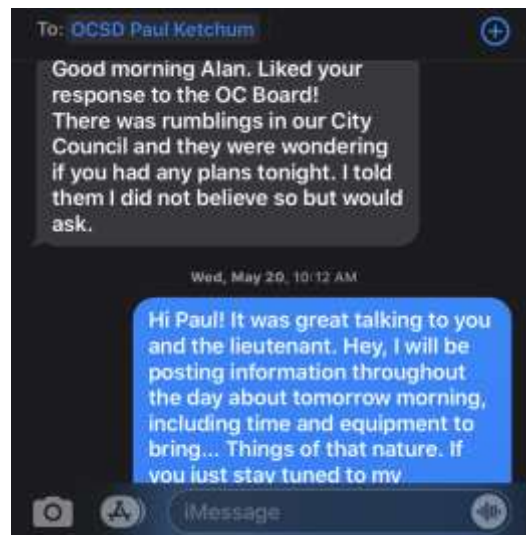 To: OCSD Paul Ketchum
Good morning Alan. Liked your
response to the OC Board!
There was rumblings in our City
Council and they were wondering
if you had any plans tonight. I told
them I did not believe so but would
ask.
Wed, May 20, 10:12 AM
Hi Paul! It was great talking to you
and the lieutenant. Hey, I will be
posting information throughout
the day about tomorrow morning,
including time and equipment to
bring... Things of that nature. If
you just stay tuned to my
iMessage